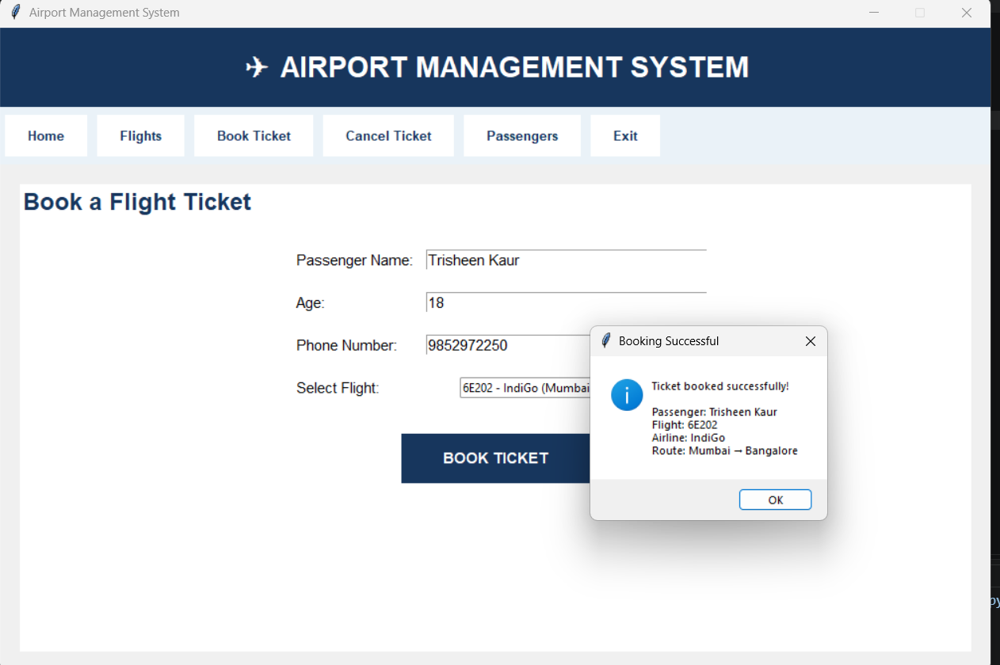 Airport Management System
✈ AIRPORT MANAGEMENT SYSTEM
Home Flights Book Ticket Cancel Ticket Passengers Exit
Book a Flight Ticket
Passenger Name: Trisheen Kaur
Age: 18
Phone Number: 9852972250
Select Flight: 6E202 - IndiGo (Mumbai
BOOK TICKET
Booking Successful
Ticket booked successfully!
Passenger: Trisheen Kaur
Flight: 6E202
Airline: IndiGo
Route: Mumbai → Bangalore
OK